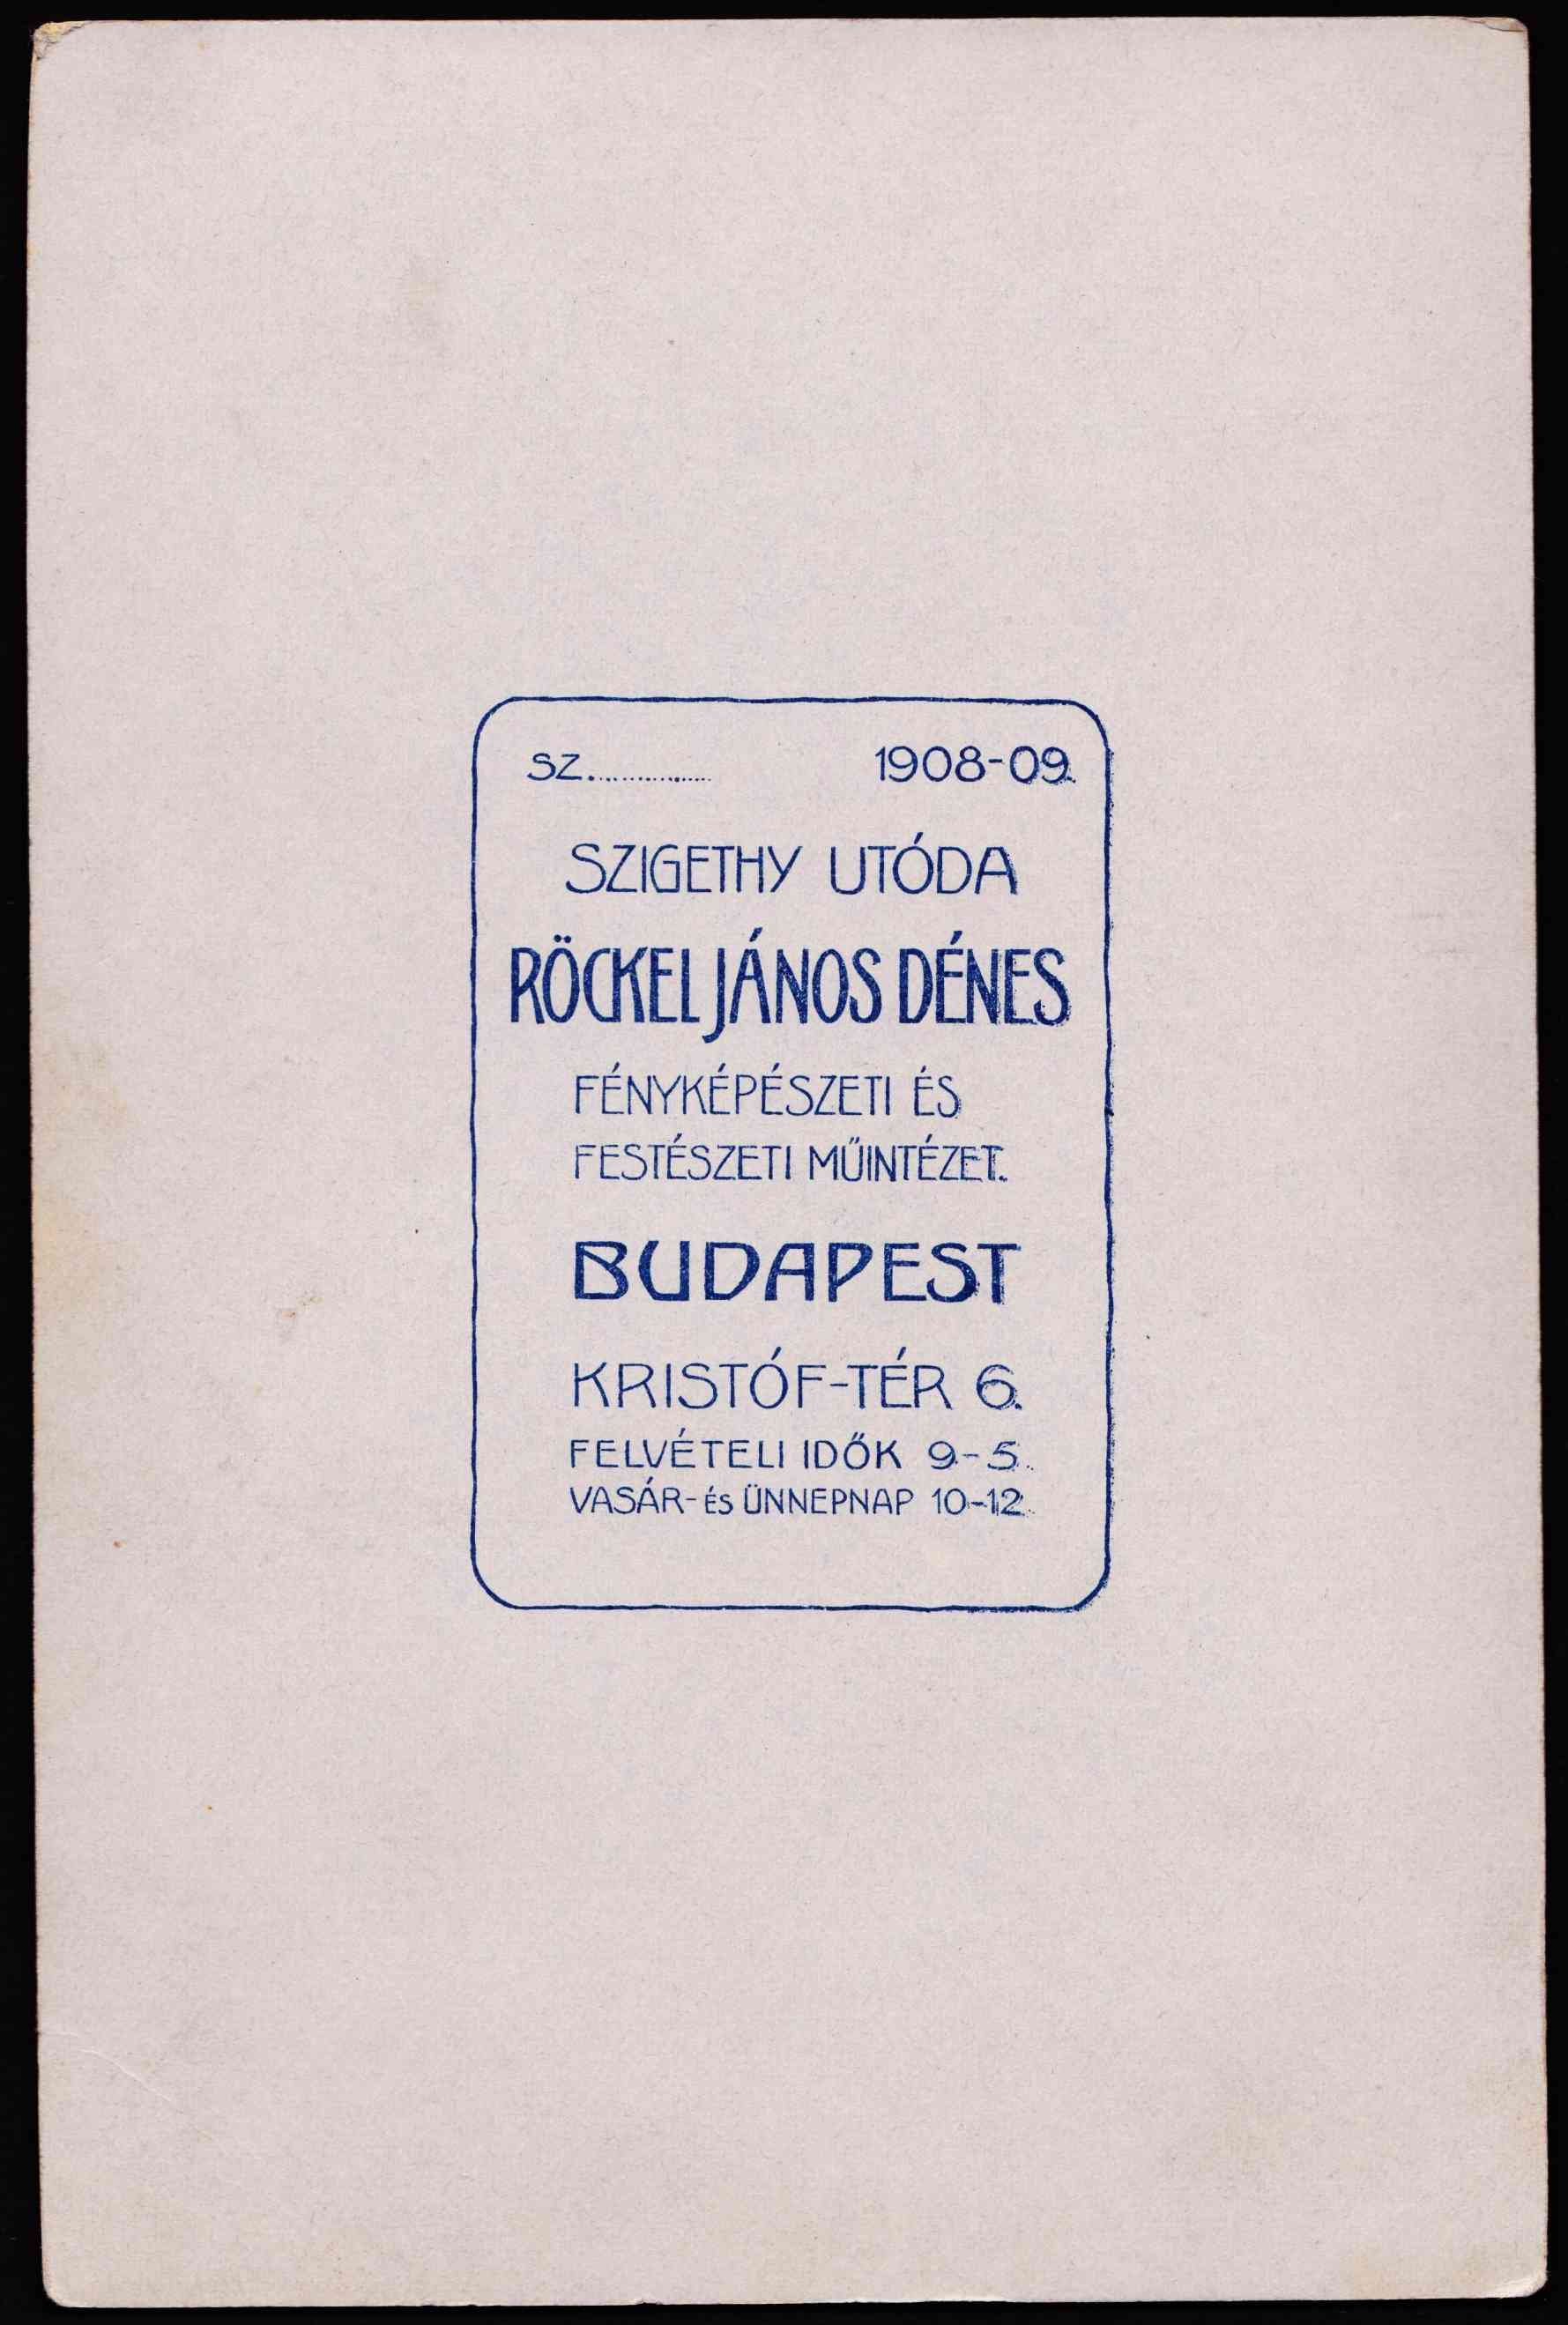 SZ............... 1908-09.
SZIGETHY UTÓDA
RÖCKEL JÁNOS DÉNES
FÉNYKÉPÉSZETI ÉS
FESTÉSZETI MŰINTÉZET.
BUDAPEST
KRISTÓF-TÉR 6.
FELVÉTELI IDŐK 9-5.
VASÁR- ÉS ÜNNEPNAP 10-12.